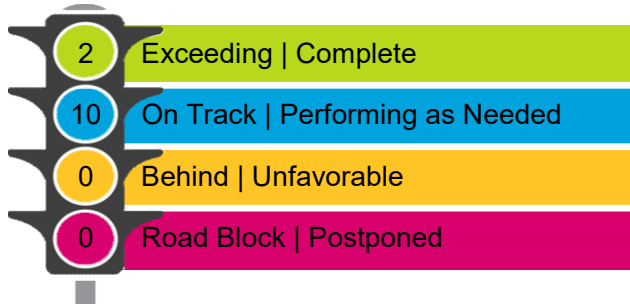 2 Exceeding | Complete
10 On Track | Performing as Needed
0 Behind | Unfavorable
0 Road Block | Postponed